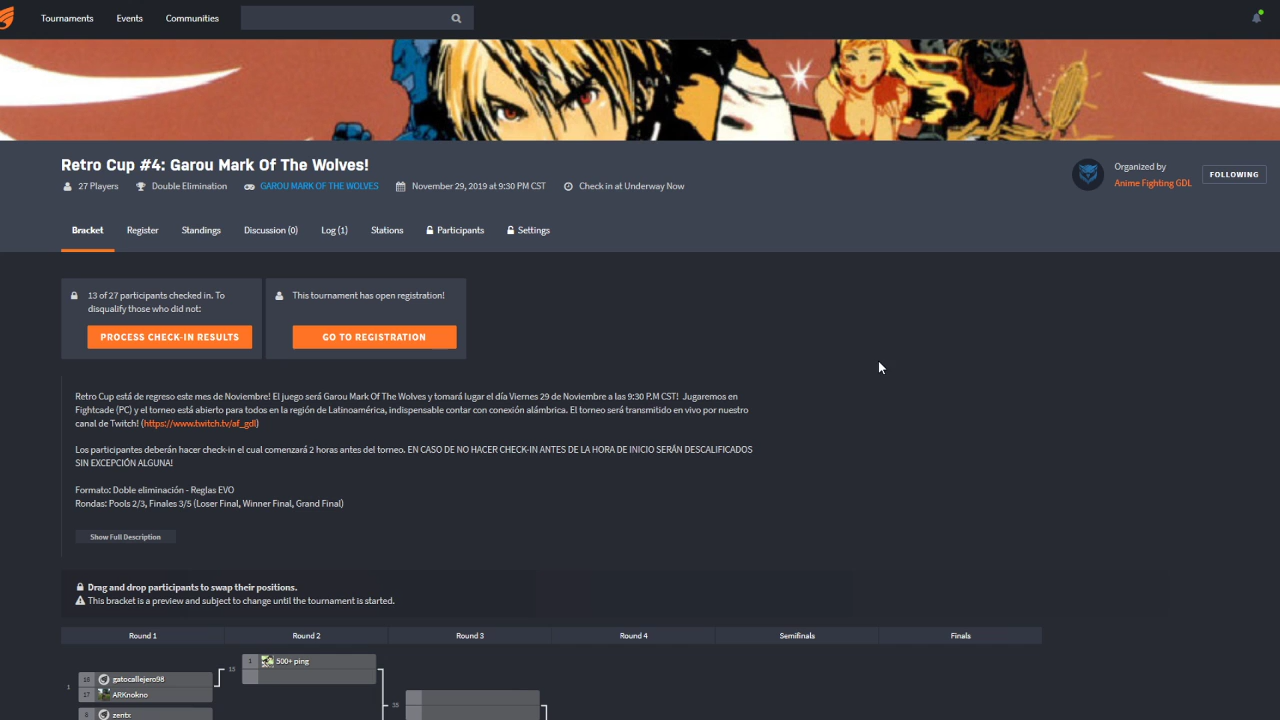 Tournaments Events Communities
Retro Cup #4: Garou Mark Of The Wolves!
27 Players Double Elimination GAROU MARK OF THE WOLVES November 29, 2019 at 9:30 PM CST Check in at Underway Now
Organized by
Anime Fighting GDL
FOLLOWING
Bracket Register Standings Discussion (0) Log (1) Stations Participants Settings
13 of 27 participants checked in. To
disqualify those who did not:
PROCESS CHECK-IN RESULTS
This tournament has open registration!
GO TO REGISTRATION
Retro Cup está de regreso este mes de Noviembre! El juego será Garou Mark Of The Wolves y tomará lugar el día Viernes 29 de Noviembre a las 9:30 P.M CST! Jugaremos en
Fightcade (PC) y el torneo está abierto para todos en la región de Latinoamérica, indispensable contar con conexión alámbrica. El torneo será transmitido en vivo por nuestro
canal de Twitch! (https://www.twitch.tv/af_gdl)
Los participantes deberán hacer check-in el cual comenzará 2 horas antes del torneo. EN CASO DE NO HACER CHECK-IN ANTES DE LA HORA DE INICIO SERÁN DESCALIFICADOS
SIN EXCEPCIÓN ALGUNA!
Formato: Doble eliminación - Reglas EVO
Rondas: Pools 2/3, Finales 3/5 (Loser Final, Winner Final, Grand Final)
Show Full Description
Drag and drop participants to swap their positions.
This bracket is a preview and subject to change until the tournament is started.
Round 1 Round 2 Round 3 Round 4 Semifinals Finals
1 500+ ping
13
16 gatocallejero98
1
17 ARKnokno
8 zentx